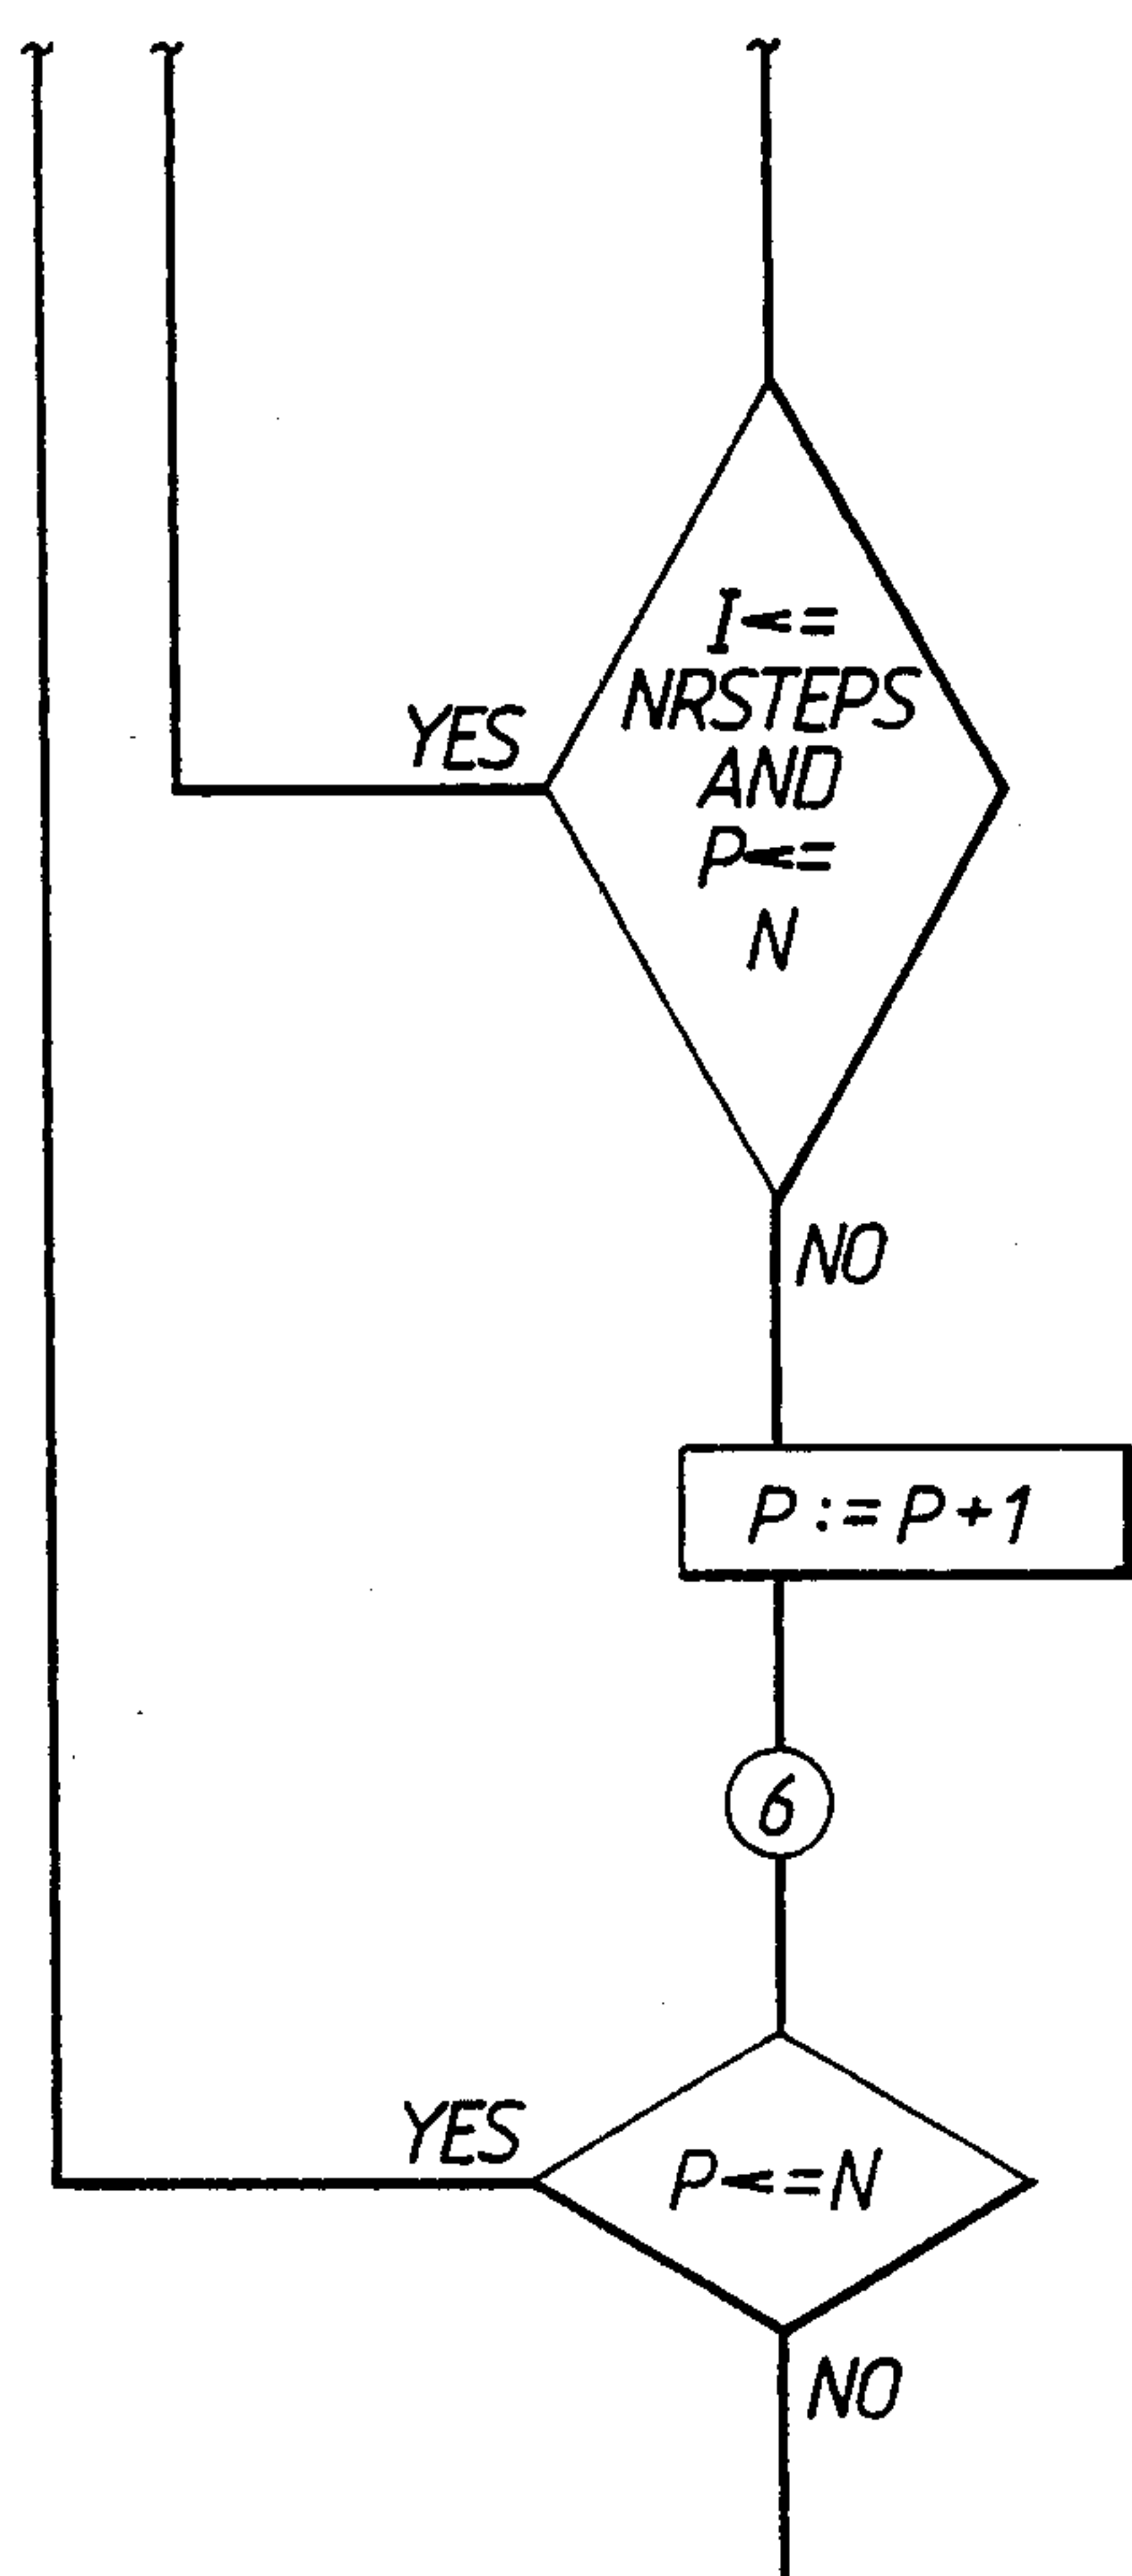 I<=
NRSTEPS
AND
P<=
N
YES
NO
P:=P+1
6
YES
P<=N
NO